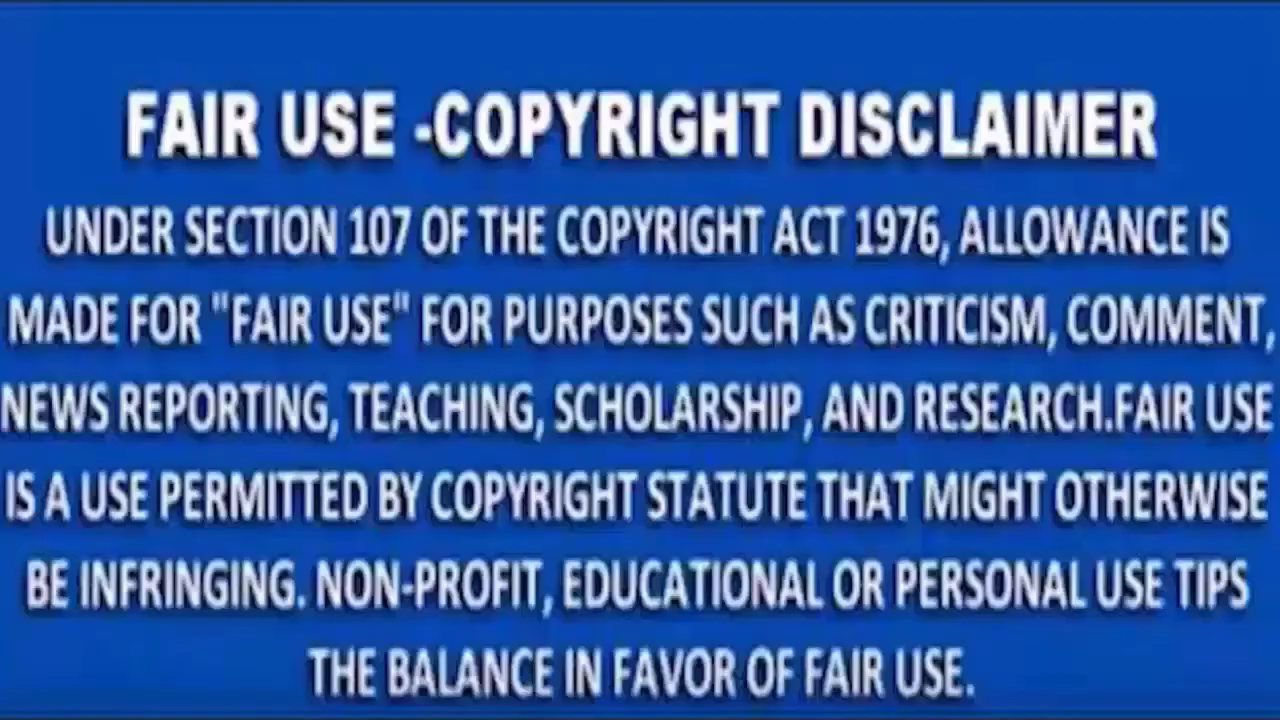 FAIR USE -COPYRIGHT DISCLAIMER
UNDER SECTION 107 OF THE COPYRIGHT ACT 1976, ALLOWANCE IS
MADE FOR "FAIR USE" FOR PURPOSES SUCH AS CRITICISM, COMMENT,
NEWS REPORTING, TEACHING, SCHOLARSHIP, AND RESEARCH.FAIR USE
IS A USE PERMITTED BY COPYRIGHT STATUTE THAT MIGHT OTHERWISE
BE INFRINGING. NON-PROFIT, EDUCATIONAL OR PERSONAL USE TIPS
THE BALANCE IN FAVOR OF FAIR USE.